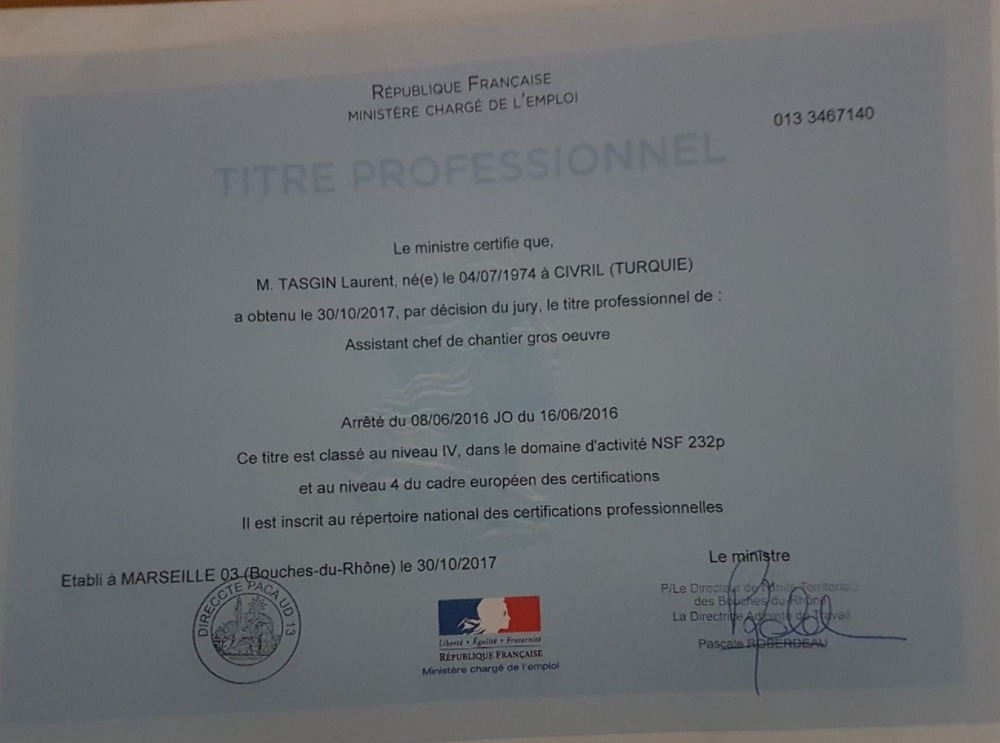 RÉPUBLIQUE FRANÇAISE
MINISTÈRE CHARGÉ DE L'EMPLOI
013 3467140
TITRE PROFESSIONNEL
Le ministre certifie que,
M. TASGIN Laurent, né(e) le 04/07/1974 à CIVRIL (TURQUIE)
a obtenu le 30/10/2017, par décision du jury, le titre professionnel de :
Assistant chef de chantier gros oeuvre
Arrêté du 08/06/2016 JO du 16/06/2016
Ce titre est classé au niveau IV, dans le domaine d'activité NSF 232p
et au niveau 4 du cadre européen des certifications
Il est inscrit au répertoire national des certifications professionnelles
Etabli à MARSEILLE 03 (Bouches-du-Rhône) le 30/10/2017
DIRECCTE PACA UD 13
Liberté • Égalité • Fraternité
RÉPUBLIQUE FRANÇAISE
Ministère chargé de l'emploi
Le ministre
P/Le Directeur de l'Unité
des Bouches du Rhône
La Directrice Adjointe du Travail
Pascale ROBERDEAU